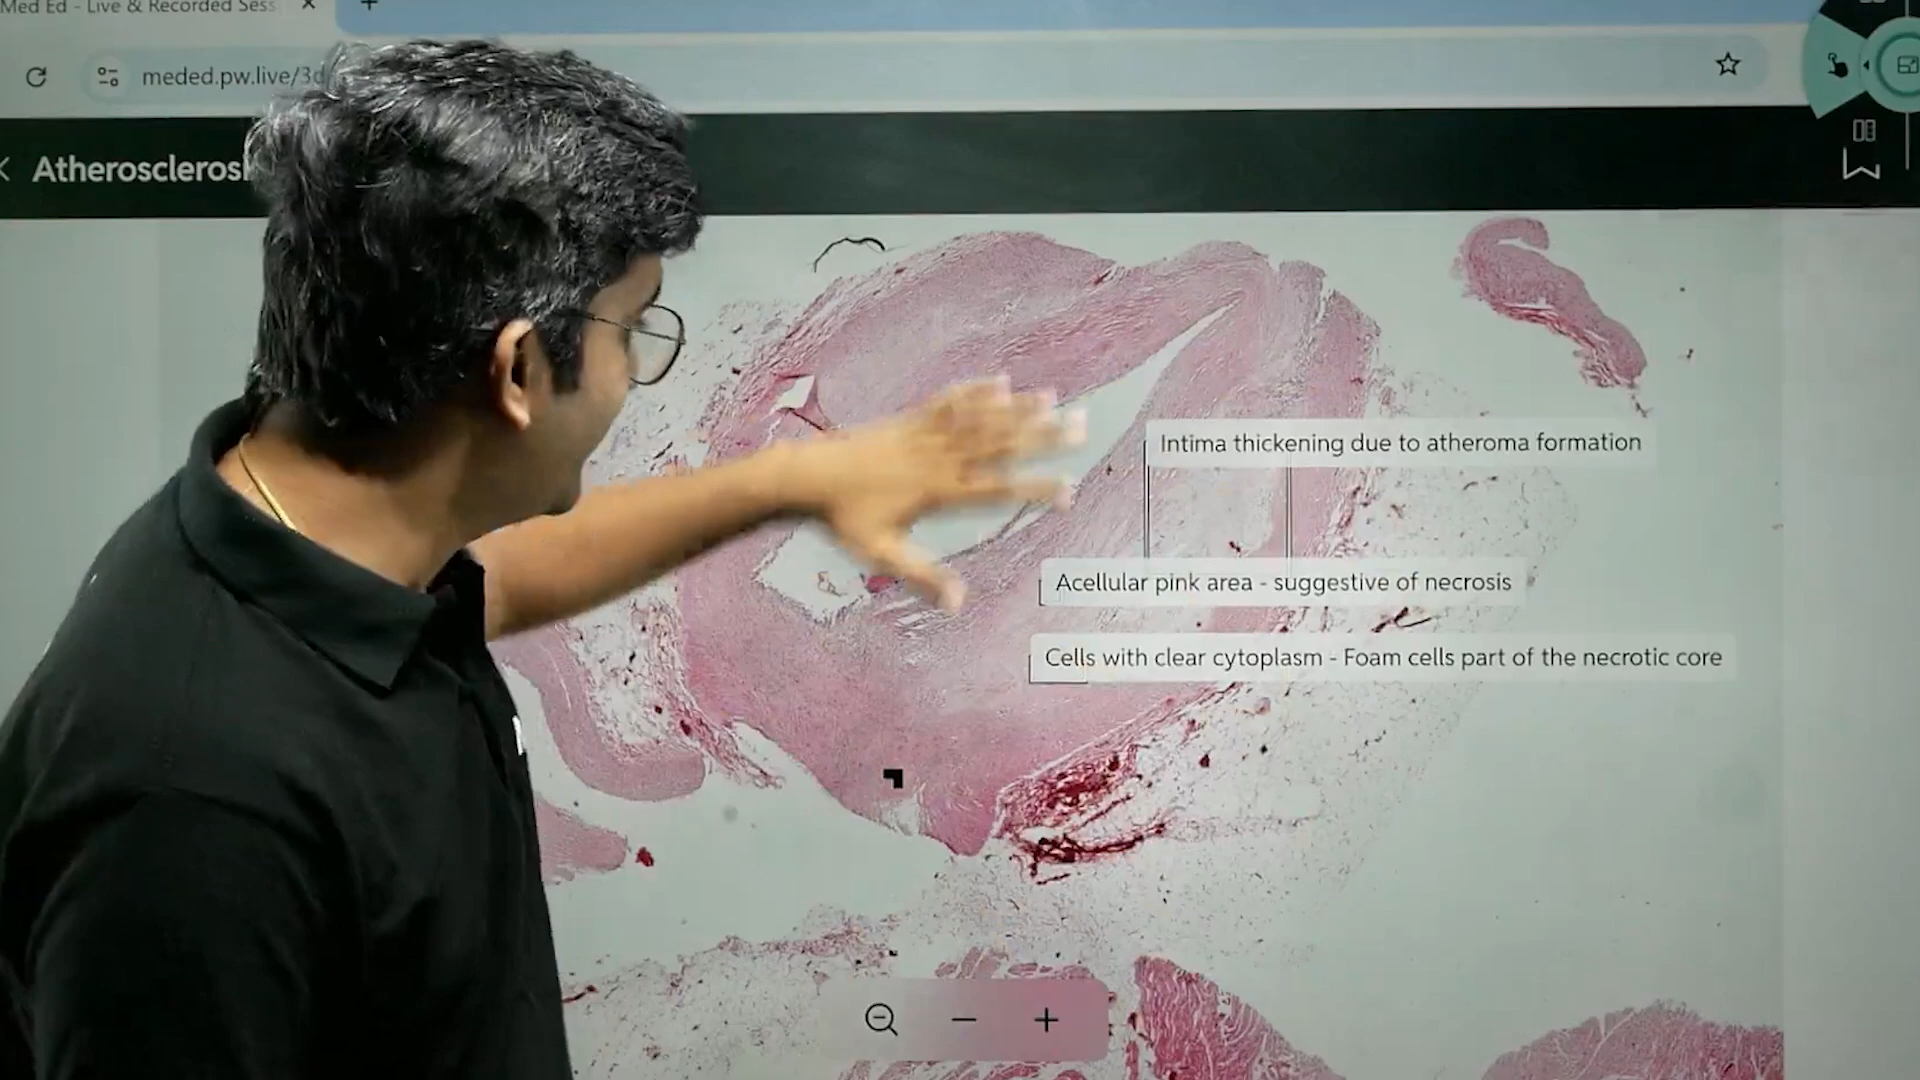 Med Ed - Live & Recorded Sess
meded.pw.live/3d
Atherosclerosi
Intima thickening due to atheroma formation
Acellular pink area - suggestive of necrosis
Cells with clear cytoplasm - Foam cells part of the necrotic core